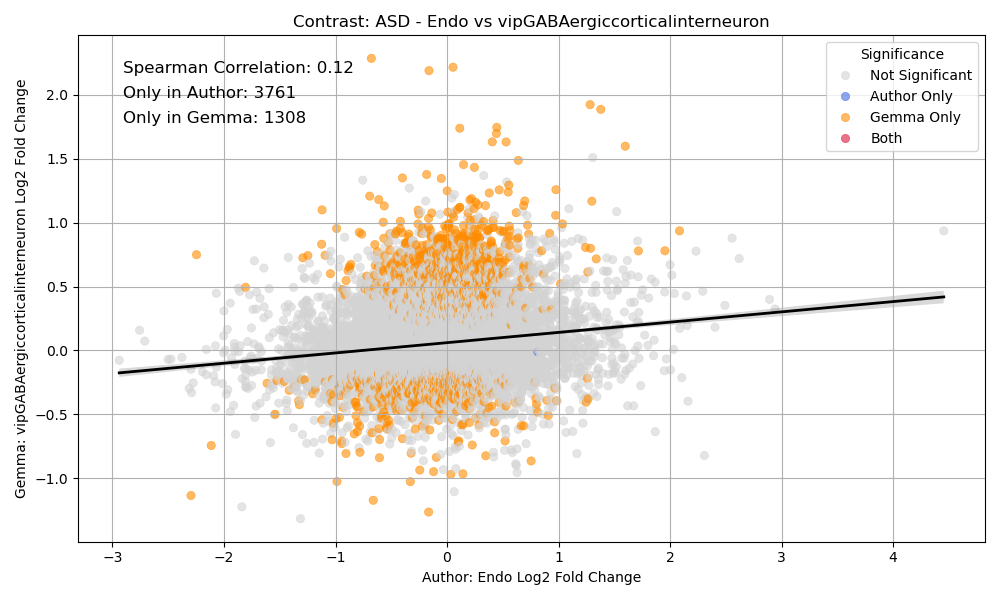 Contrast: ASD - Endo vs vipGABAergiccorticalinterneuron
Spearman Correlation: 0.12
Only in Author: 3761
Only in Gemma: 1308
Significance
Not Significant
Author Only
Gemma Only
Both
Gemma: vipGABAergiccorticalinterneuron Log2 Fold Change
2.0
1.5
1.0
0.5
0.0
−0.5
−1.0
−3 −2 −1 0 1 2 3 4
Author: Endo Log2 Fold Change